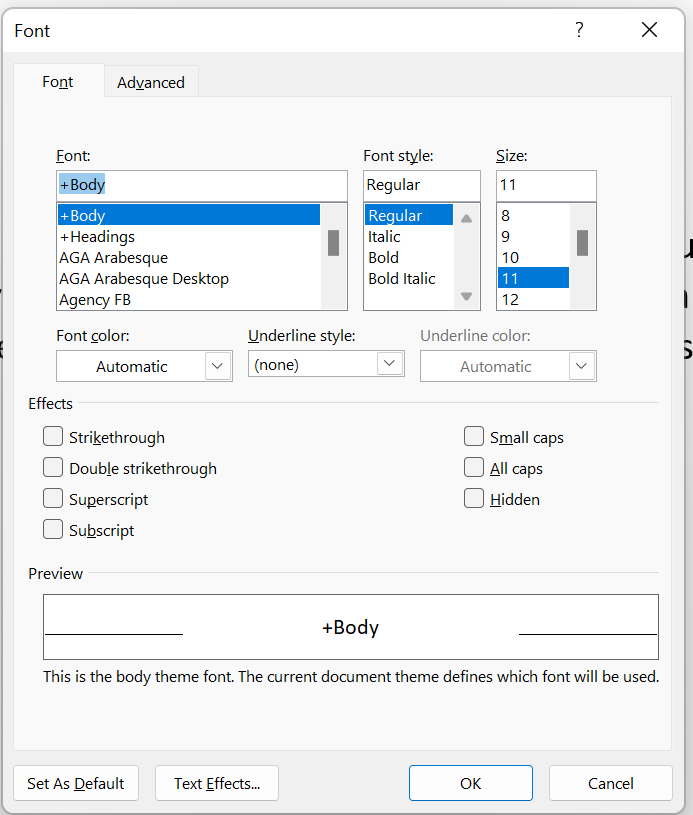 Font
?
Font
Advanced
Font:
Font style:
Size:
+Body
Regular
11
+Body
+Headings
AGA Arabesque
AGA Arabesque Desktop
Agency FB
Regular
Italic
Bold
Bold Italic
8
9
10
11
12
Font color:
Underline style:
Underline color:
Automatic
(none)
Automatic
Effects
Strikethrough
Double strikethrough
Superscript
Subscript
Small caps
All caps
Hidden
Preview
+Body
This is the body theme font. The current document theme defines which font will be used.
Set As Default
Text Effects...
OK
Cancel